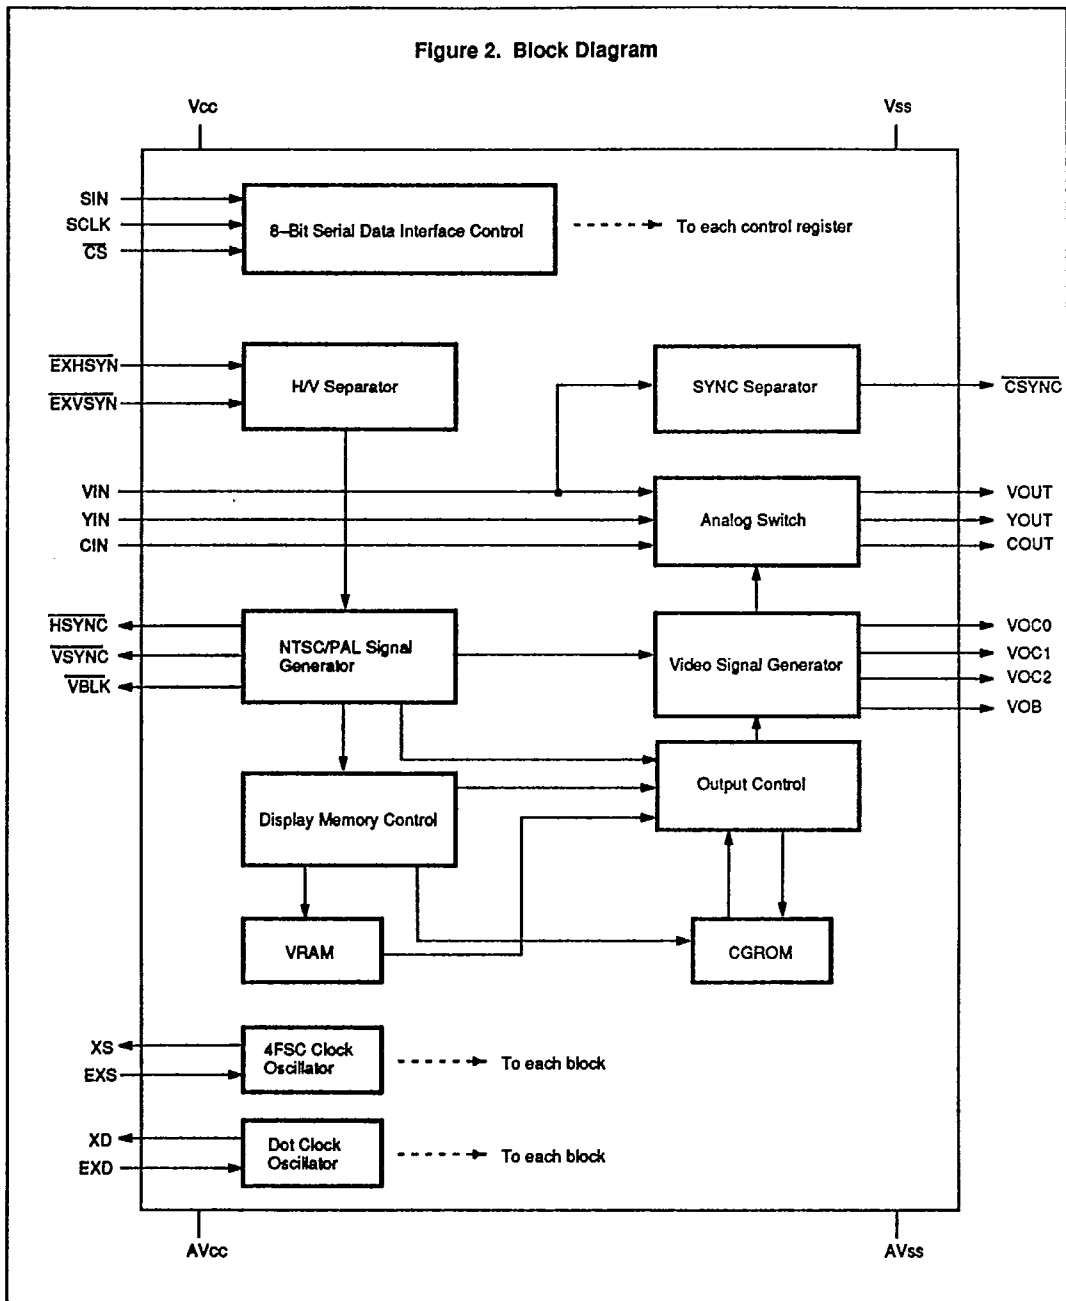 Figure 2. Block Diagram
Vcc
Vss
SIN
SCLK
CS
8–Bit Serial Data Interface Control
To each control register
EXHSYN
EXVSYN
H/V Separator
SYNC Separator
CSYNC
VIN
YIN
CIN
Analog Switch
VOUT
YOUT
COUT
HSYNC
VSYNC
VBLK
NTSC/PAL Signal
Generator
Video Signal Generator
VOC0
VOC1
VOC2
VOB
Display Memory Control
Output Control
VRAM
CGROM
XS
EXS
4FSC Clock
Oscillator
To each block
XD
EXD
Dot Clock
Oscillator
To each block
AVcc
AVss